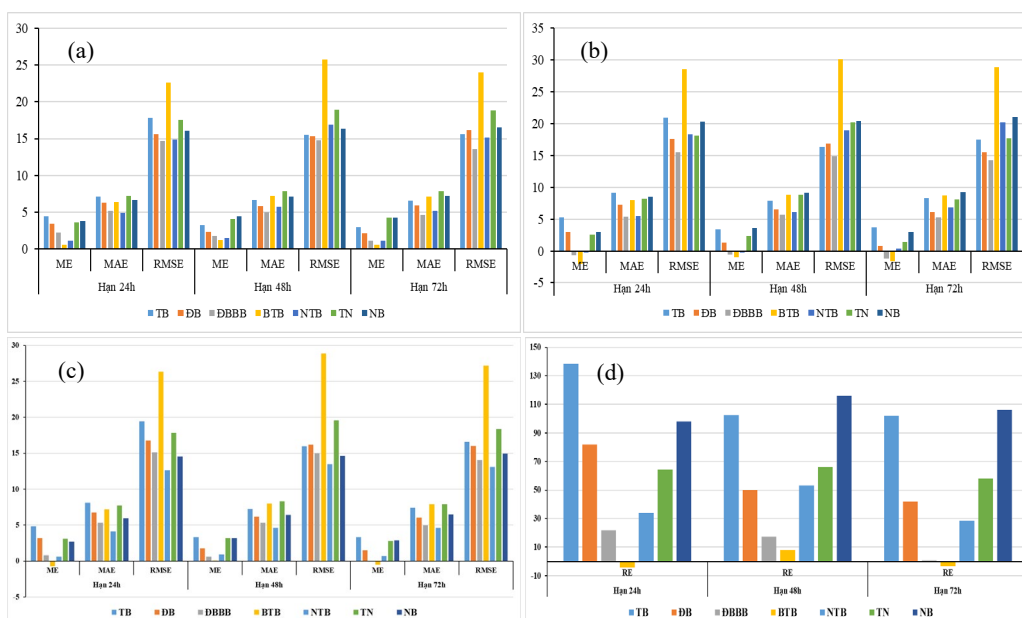 (a)
30
25
20
15
10
5
0
ME MAE RMSE ME MAE RMSE ME MAE RMSE
Hạn 24h Hạn 48h Hạn 72h
TB ĐB ĐBBB BTB NTB TN NB
(b)
35
30
25
20
15
10
5
0
-5
ME MAE RMSE ME MAE RMSE ME MAE RMSE
Hạn 24h Hạn 48h Hạn 72h
TB ĐB ĐBBB BTB NTB TN NB
(c)
30
25
20
15
10
5
0
-5
ME MAE RMSE ME MAE RMSE ME MAE RMSE
Hạn 24h Hạn 48h Hạn 72h
TB ĐB ĐBBB BTB NTB TN NB
(d)
150
130
110
90
70
50
30
10
-10
RE RE RE
Hạn 24h Hạn 48h Hạn 72h
TB ĐB ĐBBB BTB NTB TN NB